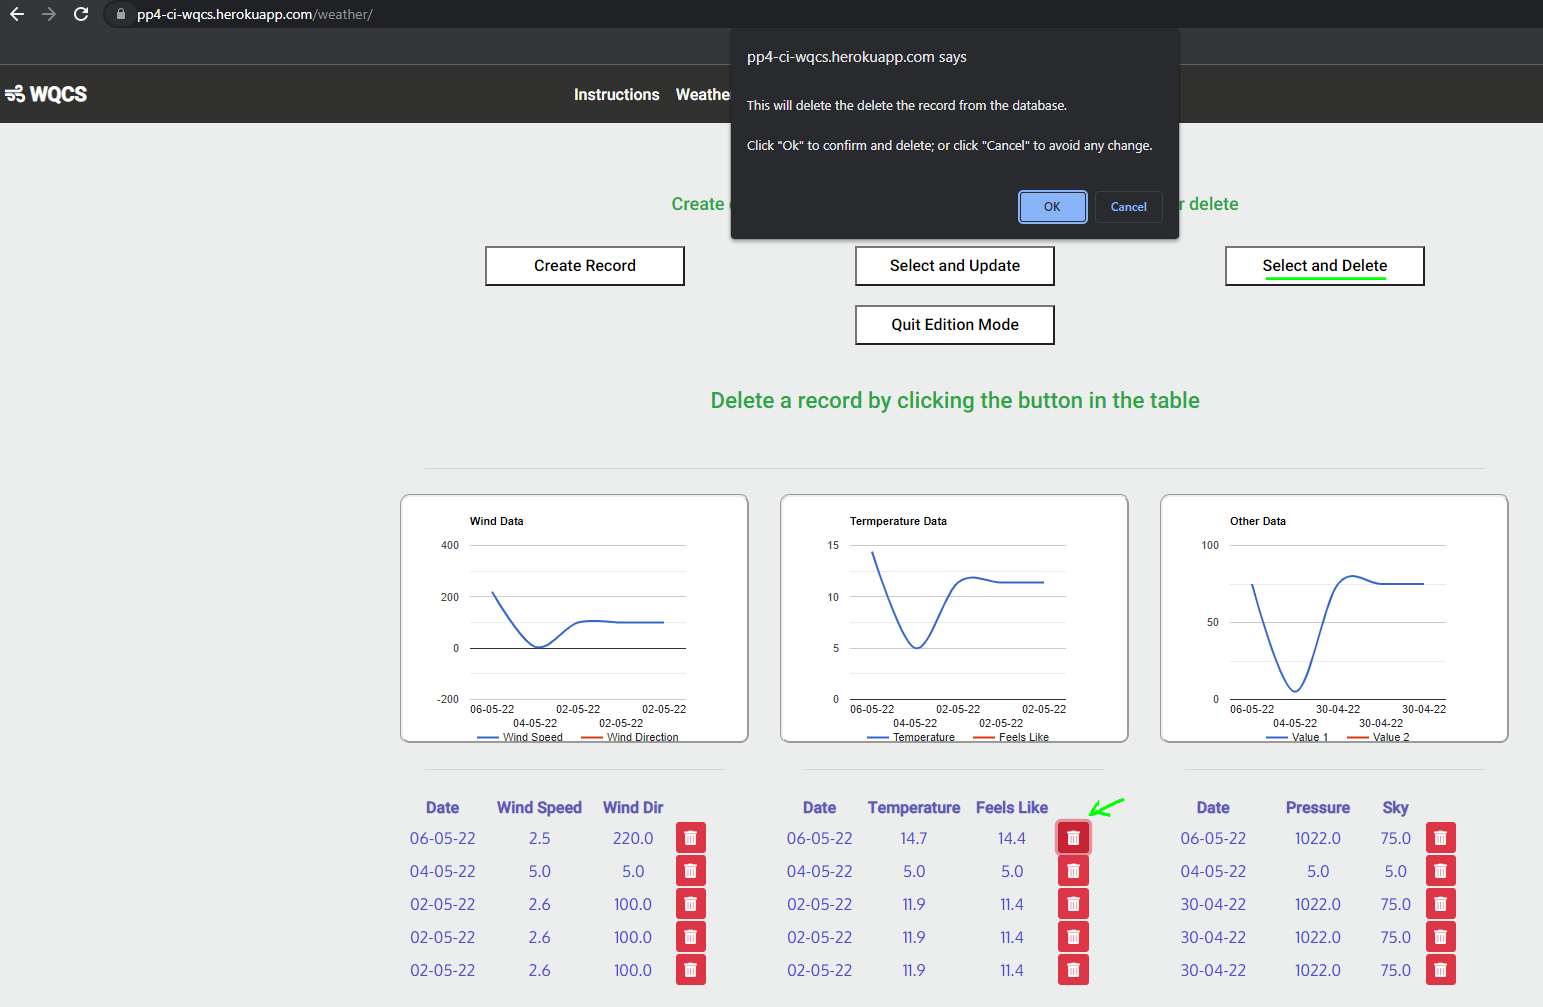 pp4-ci-wqcs.herokuapp.com/weather/
pp4-ci-wqcs.herokuapp.com says
This will delete the delete the record from the database.
Click "Ok" to confirm and delete; or click "Cancel" to avoid any change.
OK Cancel
WQCS Instructions
Create
delete
Create Record Select and Update Select and Delete
Quit Edition Mode
Delete a record by clicking the button in the table
Wind Data
400
200
0
-200
06-05-22 02-05-22 02-05-22
04-05-22 02-05-22
Wind Speed Wind Direction
Termperature Data
15
10
5
0
06-05-22 02-05-22 02-05-22
04-05-22 02-05-22
Temperature Feels Like
Other Data
100
50
0
06-05-22 30-04-22 30-04-22
04-05-22 30-04-22
Value 1 Value 2
Date Wind Speed Wind Dir
06-05-22 2.5 220.0
04-05-22 5.0 5.0
02-05-22 2.6 100.0
02-05-22 2.6 100.0
02-05-22 2.6 100.0
Date Temperature Feels Like
06-05-22 14.7 14.4
04-05-22 5.0 5.0
02-05-22 11.9 11.4
02-05-22 11.9 11.4
02-05-22 11.9 11.4
Date Pressure Sky
06-05-22 1022.0 75.0
04-05-22 5.0 5.0
30-04-22 1022.0 75.0
30-04-22 1022.0 75.0
30-04-22 1022.0 75.0